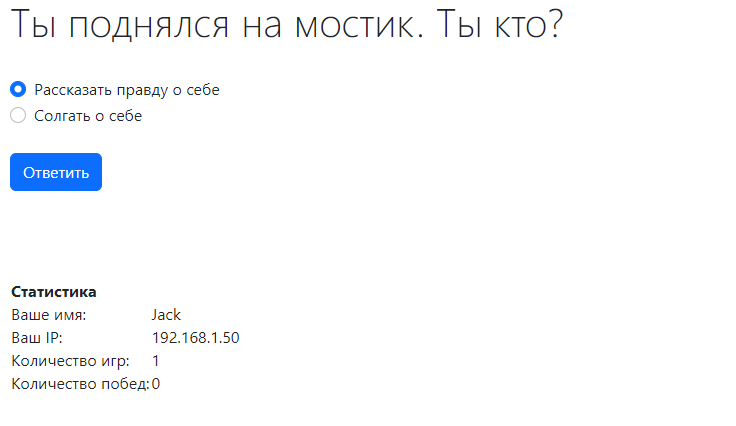 Ты поднялся на мостик. Ты кто?
Рассказать правду о себе
Солгать о себе
Ответить
Статистика
Ваше имя: Jack
Ваш IP: 192.168.1.50
Количество игр: 1
Количество побед: 0